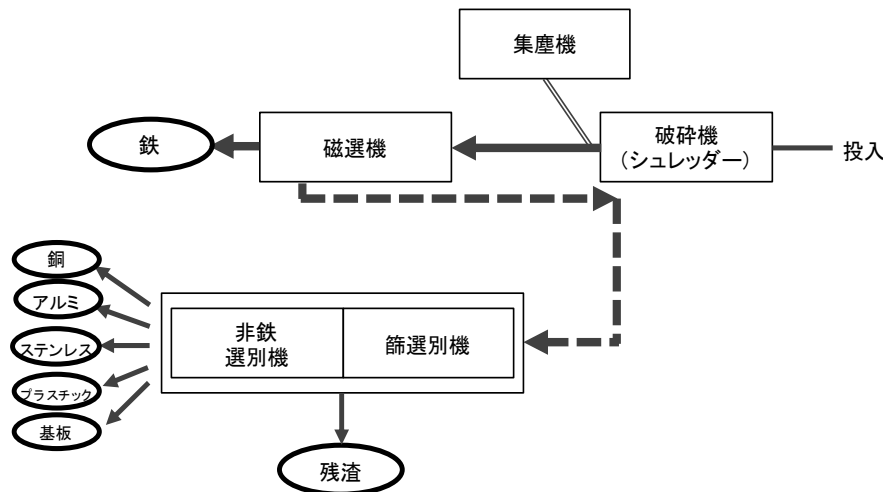 集塵機
鉄
磁選機
破砕機
(シュレッダー)
投入
銅
アルミ
ステンレス
プラスチック
基板
非鉄
選別機
篩選別機
残渣